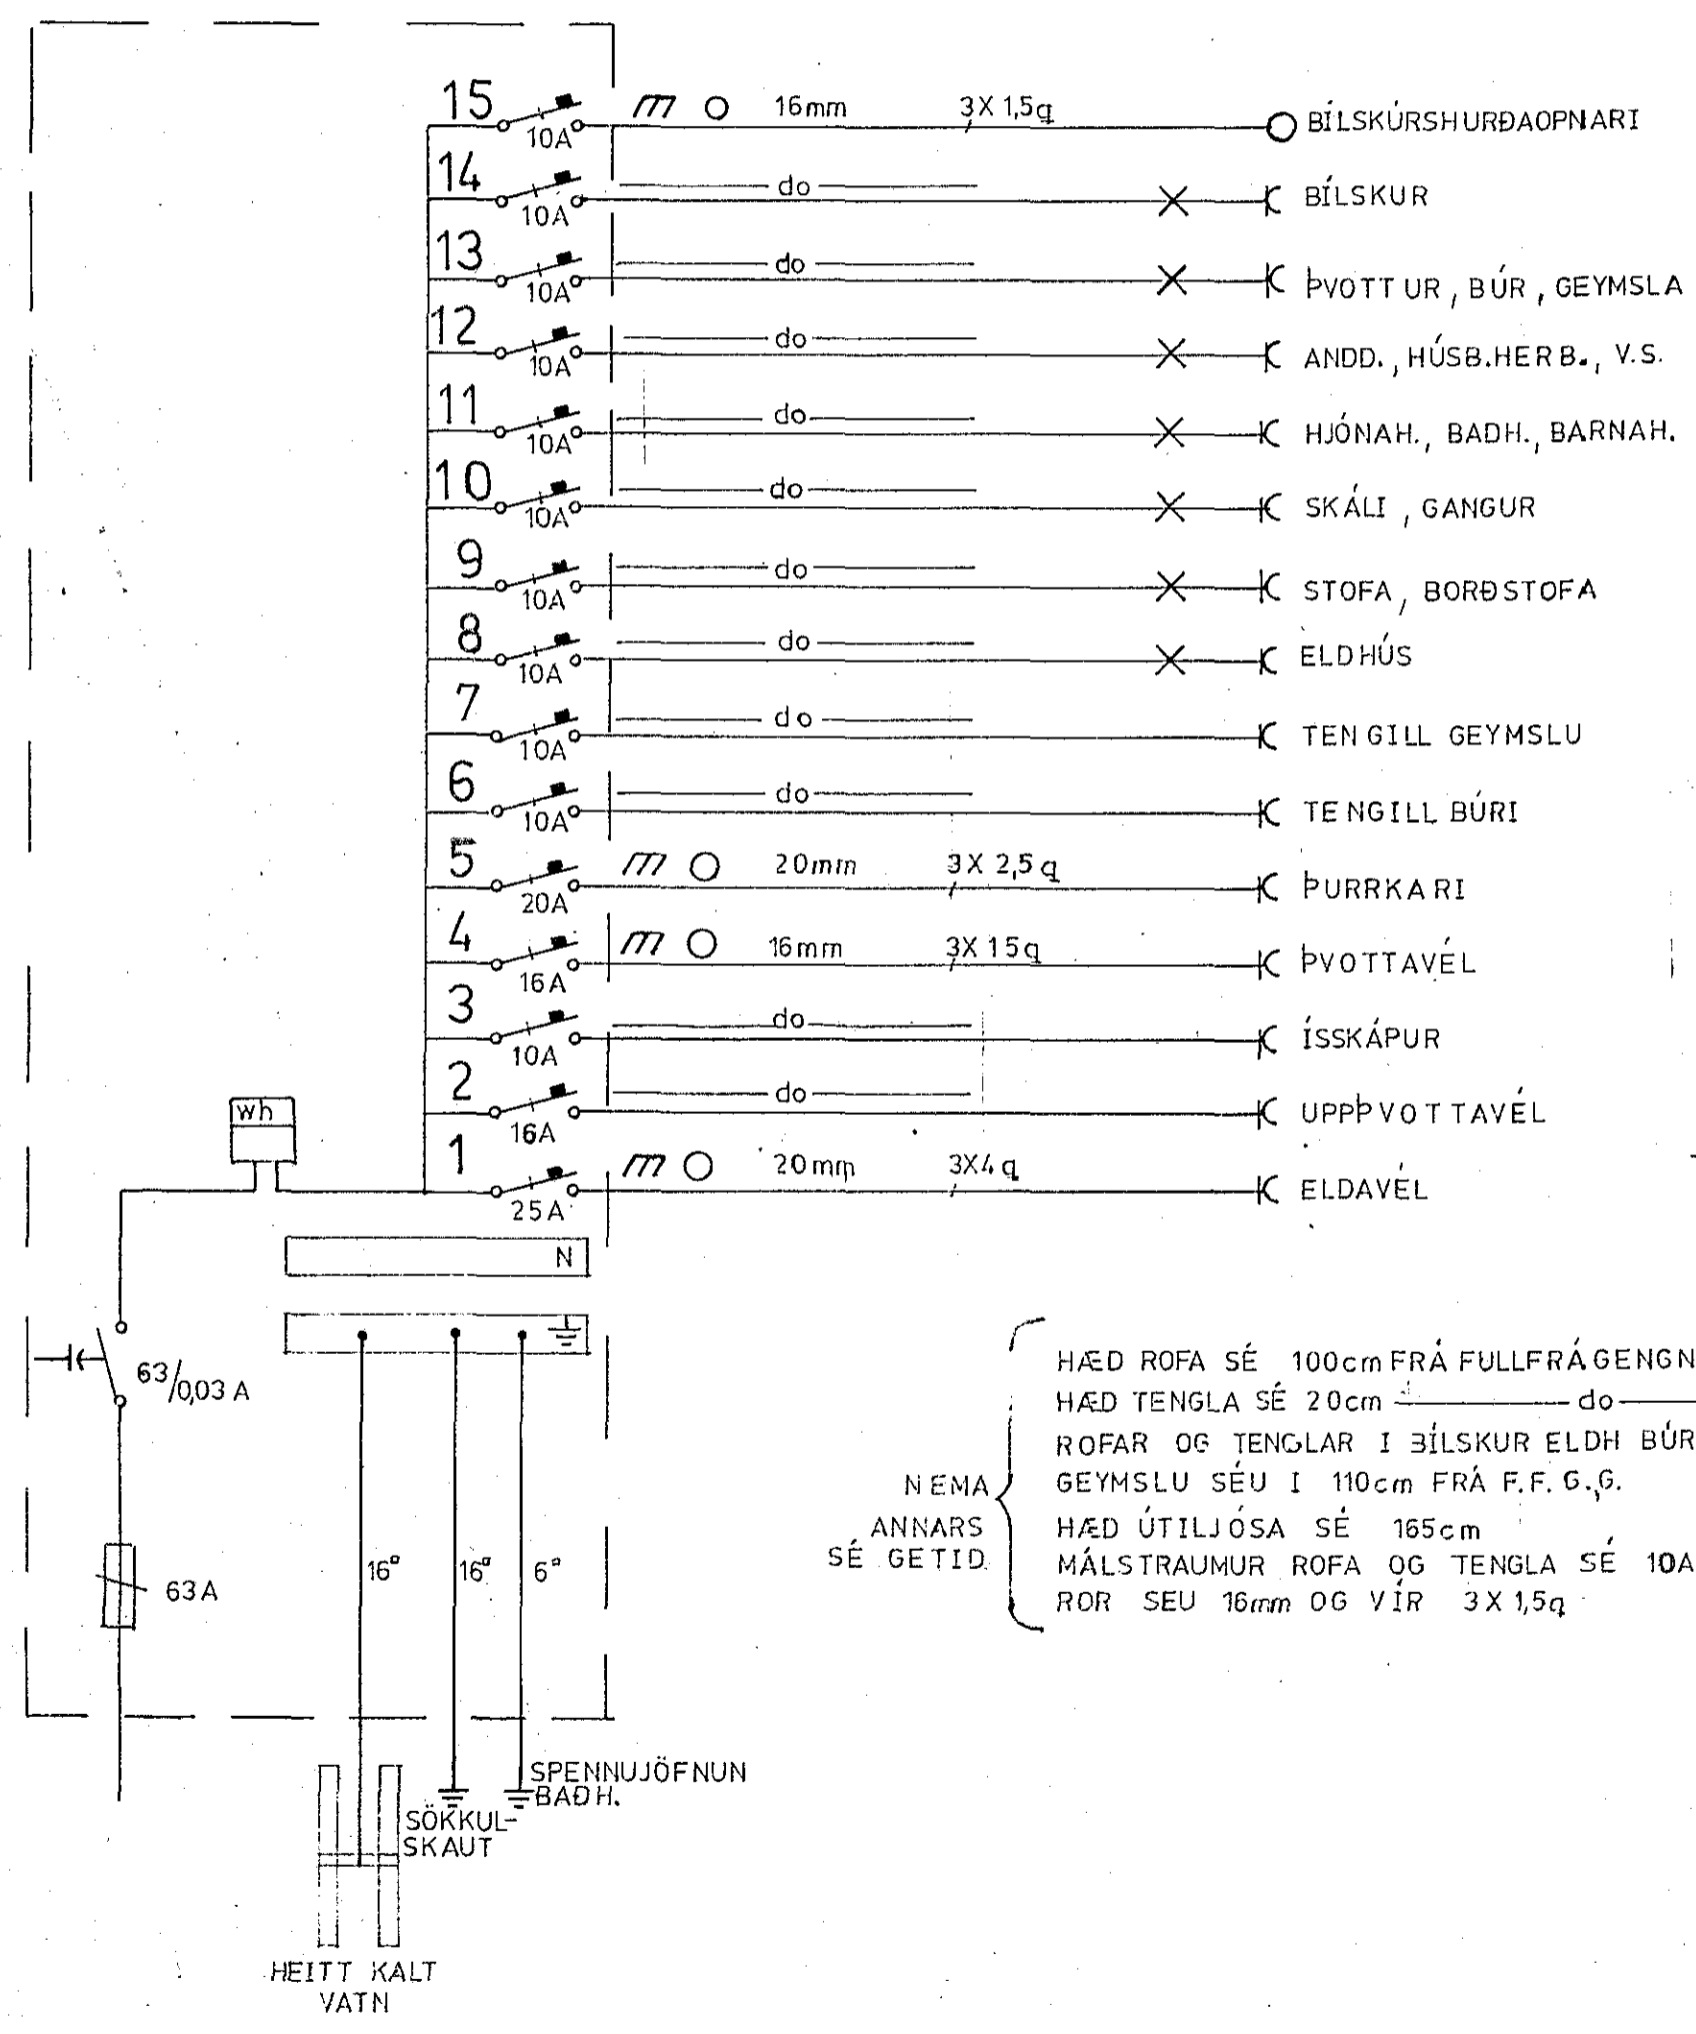 15 10A 16mm 3X 1,5q BÍLSKÚRSHURÐAOPNARI
14 10A do BÍLSKUR
13 10A do ÞVOTTUR, BÚR, GEYMSLA
12 10A do ANDD., HÚSB.HERB., V.S.
11 10A do HJÓNAH., BADH., BARNAH.
10 10A do SKÁLI, GANGUR
9 10A do STOFA, BORÐSTOFA
8 10A do ELDHÚS
7 10A do TENGILL GEYMSLU
6 10A do TENGILL BÚRI
5 20A 20mm 3X 2,5q ÞURRKARI
4 16A 16mm 3X 15q ÞVOTTAVÉL
3 10A do ÍSSKÁPUR
2 16A do UPPÞVOTTAVÉL
1 25A 20mm 3X4q ELDAVÉL
wh
N
63/0,03 A
63A
16▫ 16▫ 6▫
SPENNUJÖFNUN
BAÐH.
SÖKKUL-
SKAUT
HEITT KALT
VATN
NEMA
ANNARS
SÉ GETID.
HÆD ROFA SÉ 100cm FRÁ FULLFRÁGENGN
HÆD TENGLA SÉ 20cm do
ROFAR OG TENGLAR I BÍLSKUR ELDH BÚR
GEYMSLU SÉU I 110cm FRÁ F.F.G.,G.
HÆD ÚTILJÓSA SÉ 165cm
MÁLSTRAUMUR ROFA OG TENGLA SÉ 10A
ROR SEU 16mm OG VÍR 3X1,5q